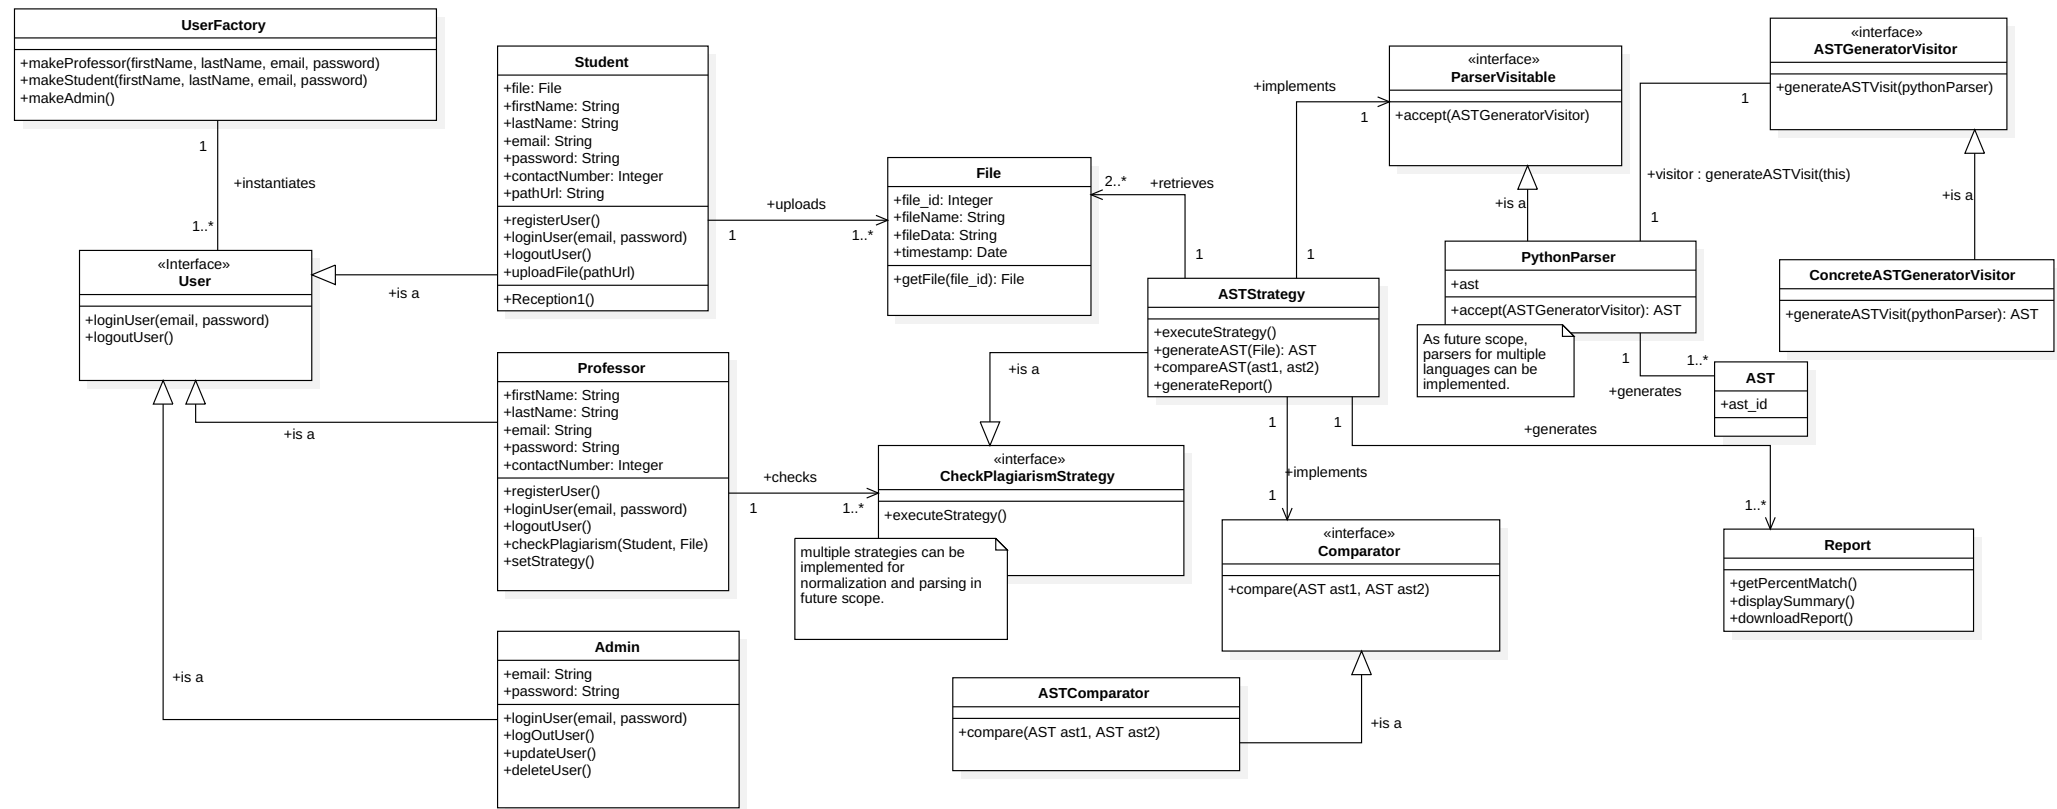 UserFactory
+makeProfessor(firstName, lastName, email, password)
+makeStudent(firstName, lastName, email, password)
+makeAdmin()
1
+instantiates
1..*
«Interface»
User
+loginUser(email, password)
+logoutUser()
Student
+file: File
+firstName: String
+lastName: String
+email: String
+password: String
+contactNumber: Integer
+pathUrl: String
+registerUser()
+loginUser(email, password)
+logoutUser()
+uploadFile(pathUrl)
+Reception1()
+is a
+uploads
1
1..*
File
+file_id: Integer
+fileName: String
+fileData: String
+timestamp: Date
+getFile(file_id): File
2..*
+retrieves
1
+implements
1
1
«interface»
ParserVisitable
+accept(ASTGeneratorVisitor)
«interface»
ASTGeneratorVisitor
+generateASTVisit(pythonParser)
1
+visitor : generateASTVisit(this)
1
+is a
+is a
PythonParser
+ast
+accept(ASTGeneratorVisitor): AST
As future scope,
parsers for multiple
languages can be
implemented.
ConcreteASTGeneratorVisitor
+generateASTVisit(pythonParser): AST
1
1..*
+generates
AST
+ast_id
ASTStrategy
+executeStrategy()
+generateAST(File): AST
+compareAST(ast1, ast2)
+generateReport()
+is a
1
+implements
1
1
+generates
1..*
Professor
+firstName: String
+lastName: String
+email: String
+password: String
+contactNumber: Integer
+registerUser()
+loginUser(email, password)
+logoutUser()
+checkPlagiarism(Student, File)
+setStrategy()
+is a
+checks
1
1..*
«interface»
CheckPlagiarismStrategy
+executeStrategy()
multiple strategies can be
implemented for
normalization and parsing in
future scope.
«interface»
Comparator
+compare(AST ast1, AST ast2)
Report
+getPercentMatch()
+displaySummary()
+downloadReport()
Admin
+email: String
+password: String
+loginUser(email, password)
+logOutUser()
+updateUser()
+deleteUser()
+is a
ASTComparator
+compare(AST ast1, AST ast2)
+is a